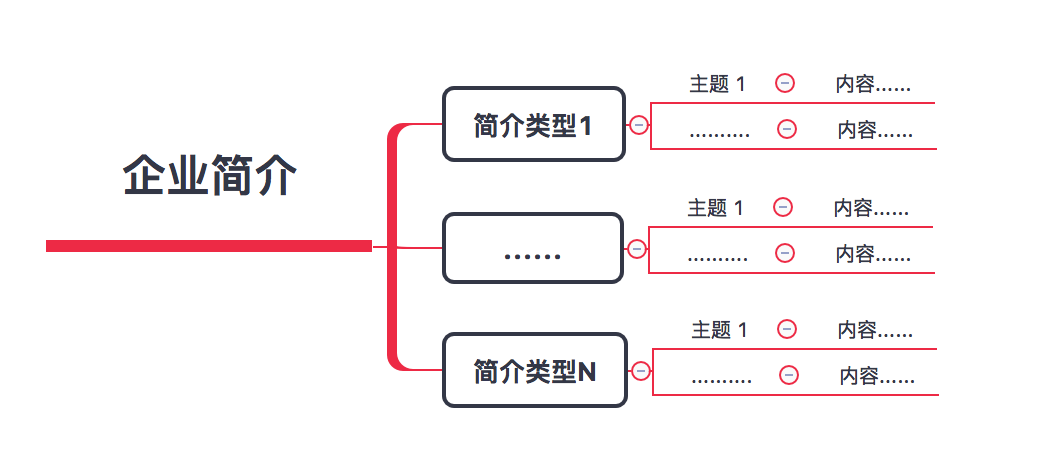 企业简介
简介类型1
主题 1
内容……
..........
内容……
……
主题 1
内容……
..........
内容……
简介类型N
主题 1
内容……
..........
内容……